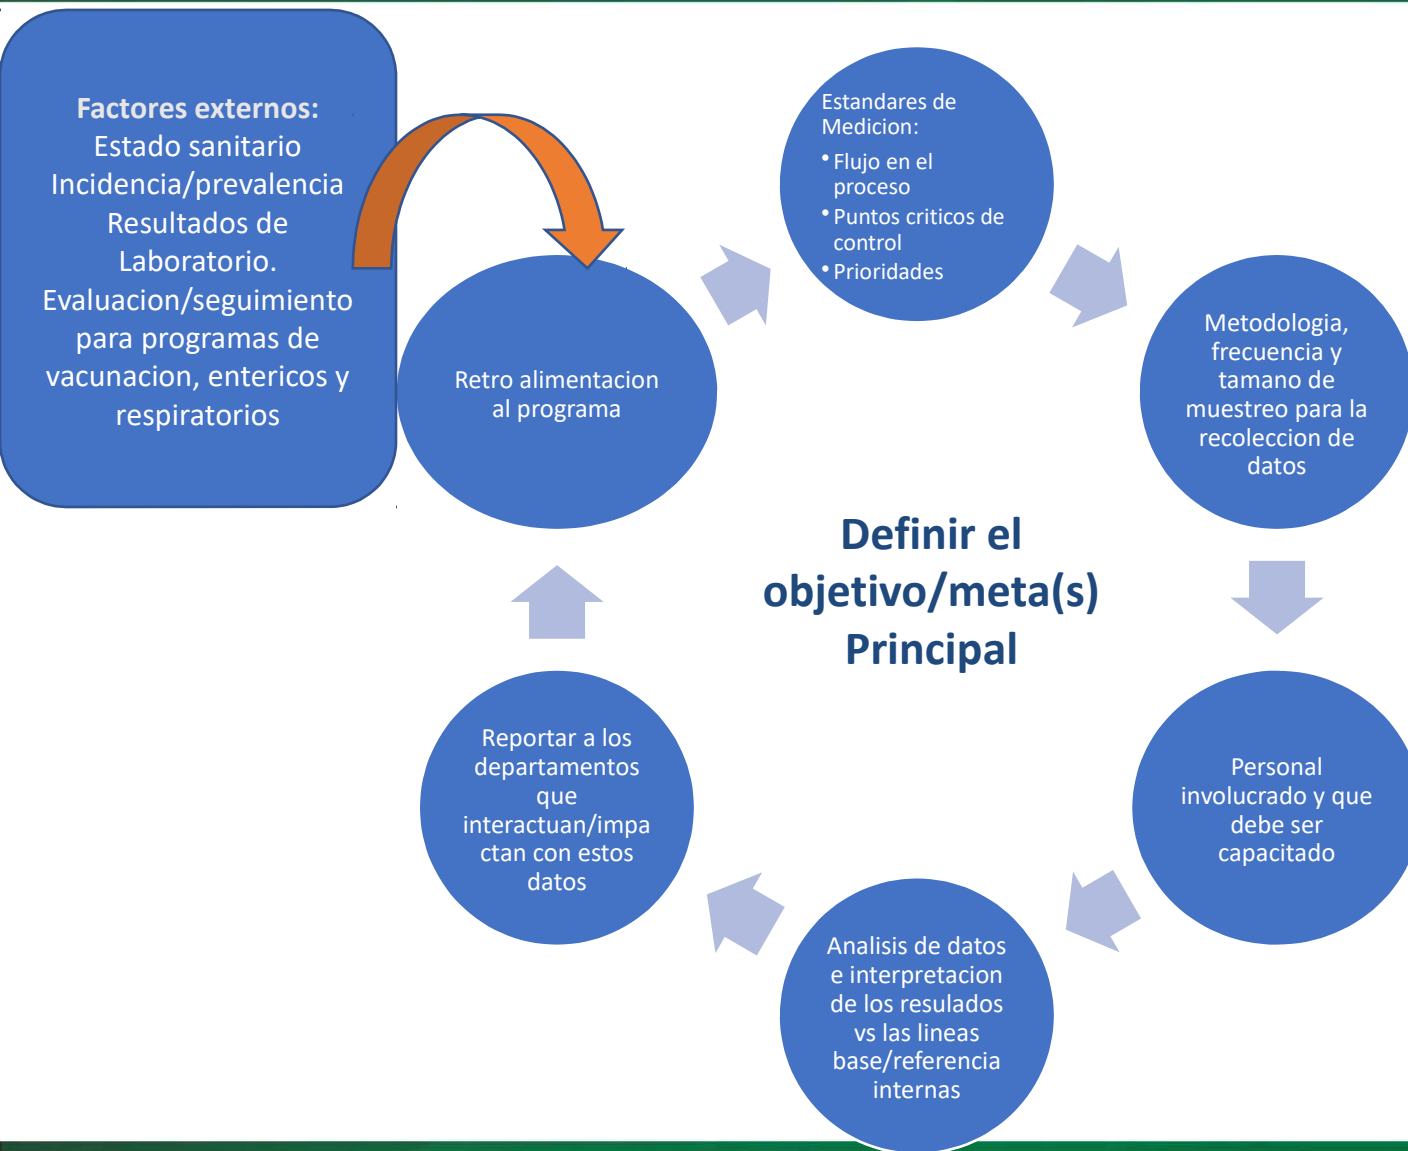 Factores externos:
Estado sanitario
Incidencia/prevalencia
Resultados de
Laboratorio.
Evaluacion/seguimiento
para programas de
vacunacion, entericos y
respiratorios
Estandares de
Medicion:
• Flujo en el
proceso
• Puntos criticos de
control
• Prioridades
Metodologia,
frecuencia y
tamano de
muestreo para la
recoleccion de
datos
Personal
involucrado y que
debe ser
capacitado
Analisis de datos
e interpretacion
de los resulados
vs las lineas
base/referencia
internas
Reportar a los
departamentos
que
interactuan/impa
ctan con estos
datos
Retro alimentacion
al programa
Definir el
objetivo/meta(s)
Principal